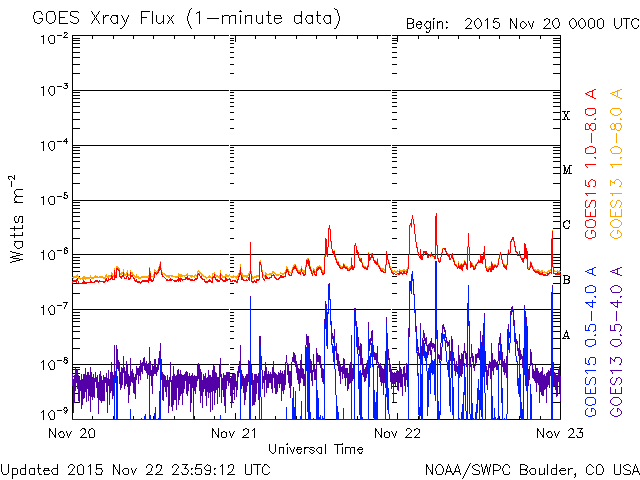 GOES Xray Flux (1-minute data)
Begin: 2015 Nov 20 0000 UTC
10-2
10-3
10-4
10-5
10-6
10-7
10-8
10-9
Watts m-2
X
M
C
B
A
GOES15 1.0-8.0 A
GOES13 1.0-8.0 A
GOES15 0.5-4.0 A
GOES13 0.5-4.0 A
Nov 20
Nov 21
Nov 22
Nov 23
Universal Time
Updated 2015 Nov 22 23:59:12 UTC
NOAA/SWPC Boulder, CO USA